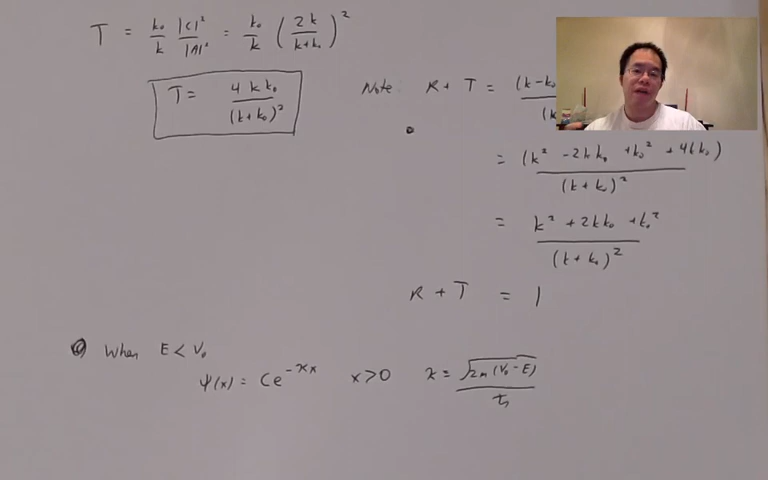 T = k₀/k |C|²/|A|² = k₀/k (2k/(k+k₀))²
T = 4kk₀/(k+k₀)²
Note: R + T = (k-k₀
= (k² - 2kk₀ + k₀² + 4kk₀)/(k+k₀)²
= k² + 2kk₀ + k₀²/(k+k₀)²
R + T = 1
When E < V₀
ψ(x) = Ce^(-κx) x>0 κ = √2m(V₀-E)/ħ